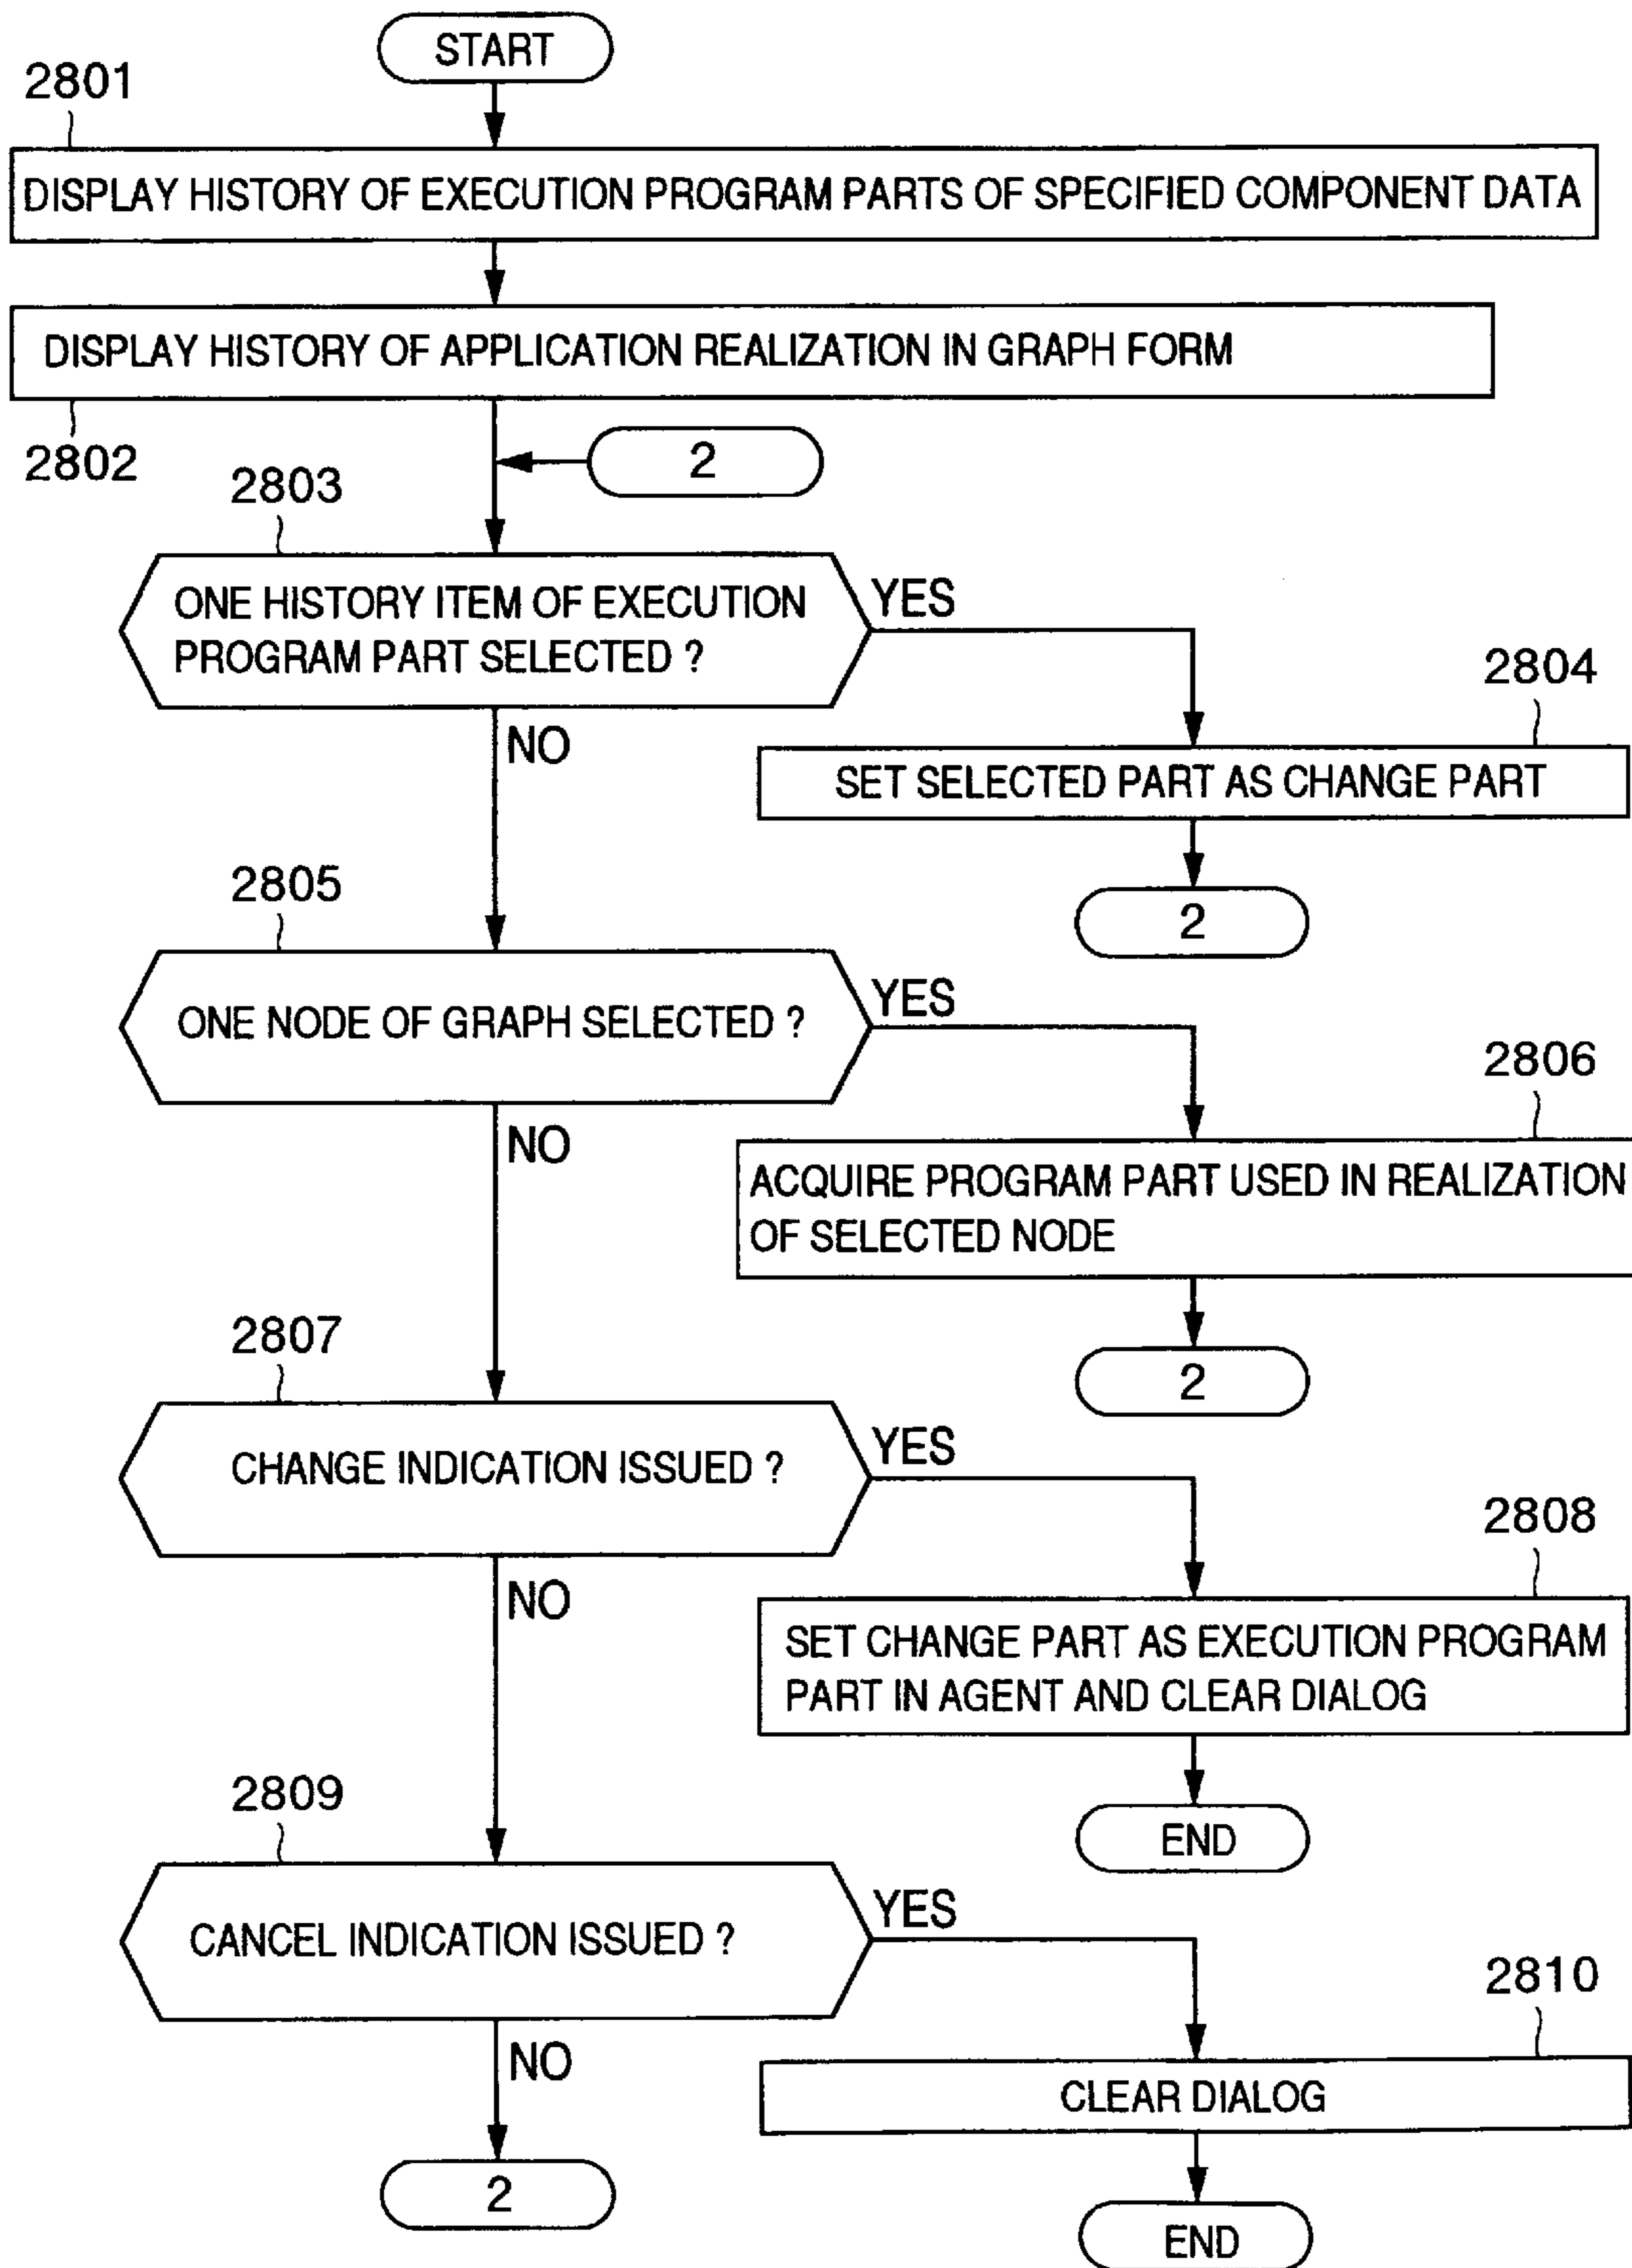 START
2801
DISPLAY HISTORY OF EXECUTION PROGRAM PARTS OF SPECIFIED COMPONENT DATA
DISPLAY HISTORY OF APPLICATION REALIZATION IN GRAPH FORM
2802
2
2803
ONE HISTORY ITEM OF EXECUTION
PROGRAM PART SELECTED ?
YES
NO
2804
SET SELECTED PART AS CHANGE PART
2
2805
ONE NODE OF GRAPH SELECTED ?
YES
NO
2806
ACQUIRE PROGRAM PART USED IN REALIZATION
OF SELECTED NODE
2
2807
CHANGE INDICATION ISSUED ?
YES
NO
2808
SET CHANGE PART AS EXECUTION PROGRAM
PART IN AGENT AND CLEAR DIALOG
END
2809
CANCEL INDICATION ISSUED ?
YES
NO
2810
CLEAR DIALOG
2
END